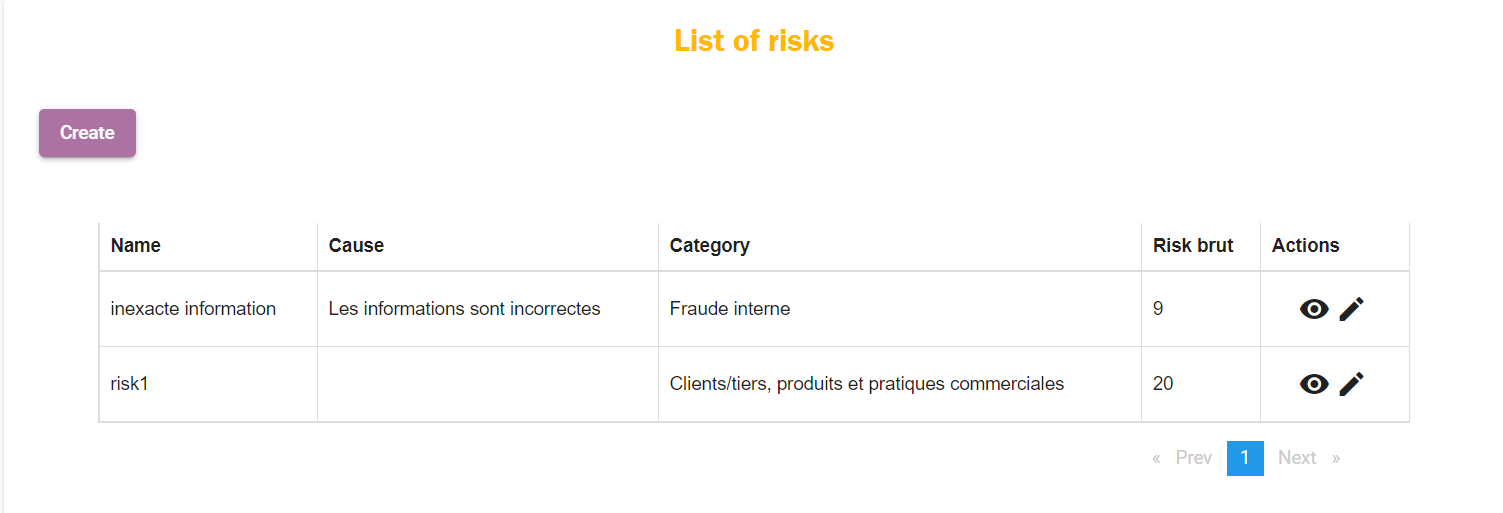 List of risks
Create
Name Cause Category Risk brut Actions
inexacte information Les informations sont incorrectes Fraude interne 9
risk1 Clients/tiers, produits et pratiques commerciales 20
« Prev 1 Next »